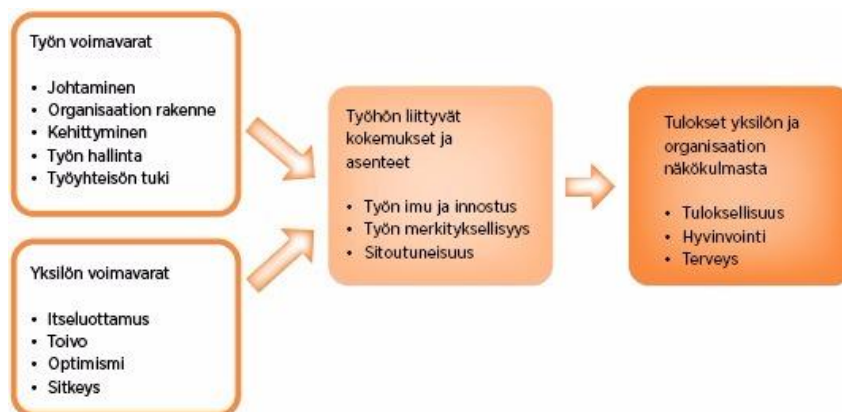 Työn voimavarat
• Johtaminen
• Organisaation rakenne
• Kehittyminen
• Työn hallinta
• Työyhteisön tuki
Yksilön voimavarat
• Itseluottamus
• Toivo
• Optimismi
• Sitkeys
Työhön liittyvät
kokemukset ja
asenteet
• Työn imu ja innostus
• Työn merkityksellisyys
• Sitoutuneisuus
Tulokset yksilön ja
organisaation
näkökulmasta
• Tuloksellisuus
• Hyvinvointi
• Terveys